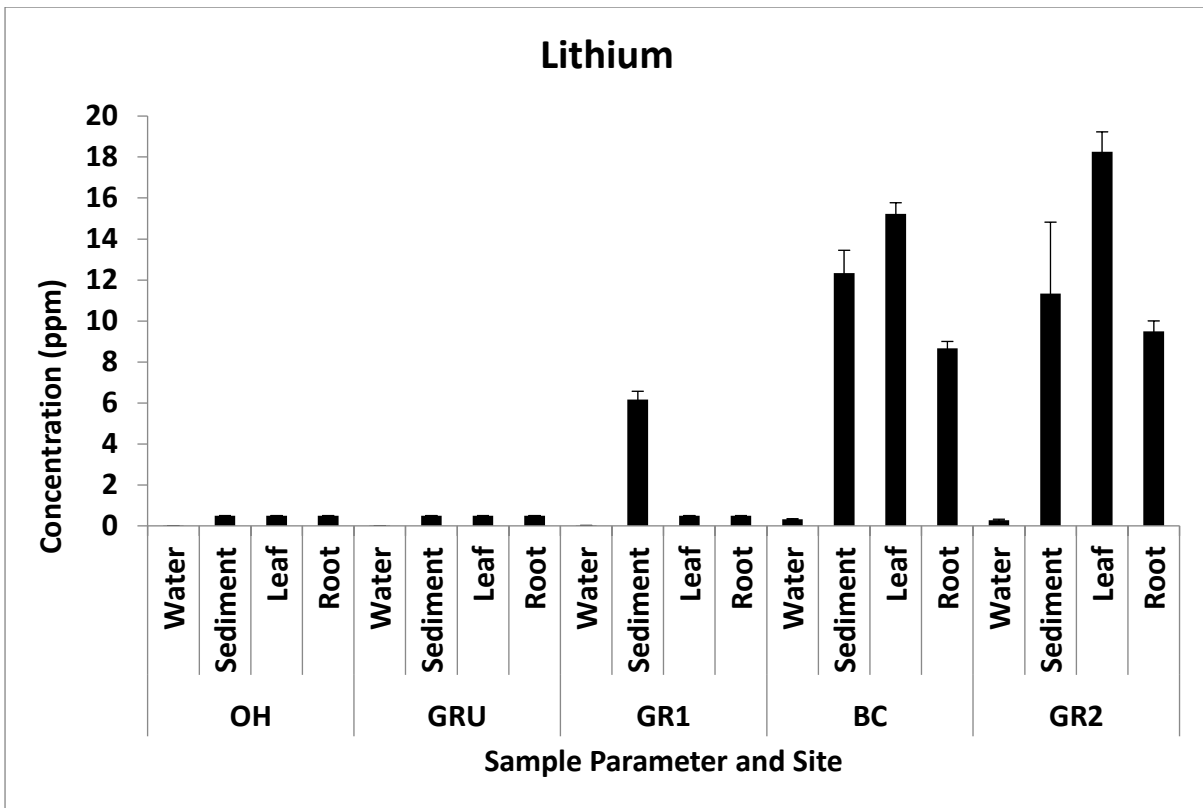 Lithium
20
18
16
14
12
10
8
6
4
2
0
Concentration (ppm)
Water Sediment Leaf Root Water Sediment Leaf Root Water Sediment Leaf Root Water Sediment Leaf Root Water Sediment Leaf Root
OH GRU GR1 BC GR2
Sample Parameter and Site